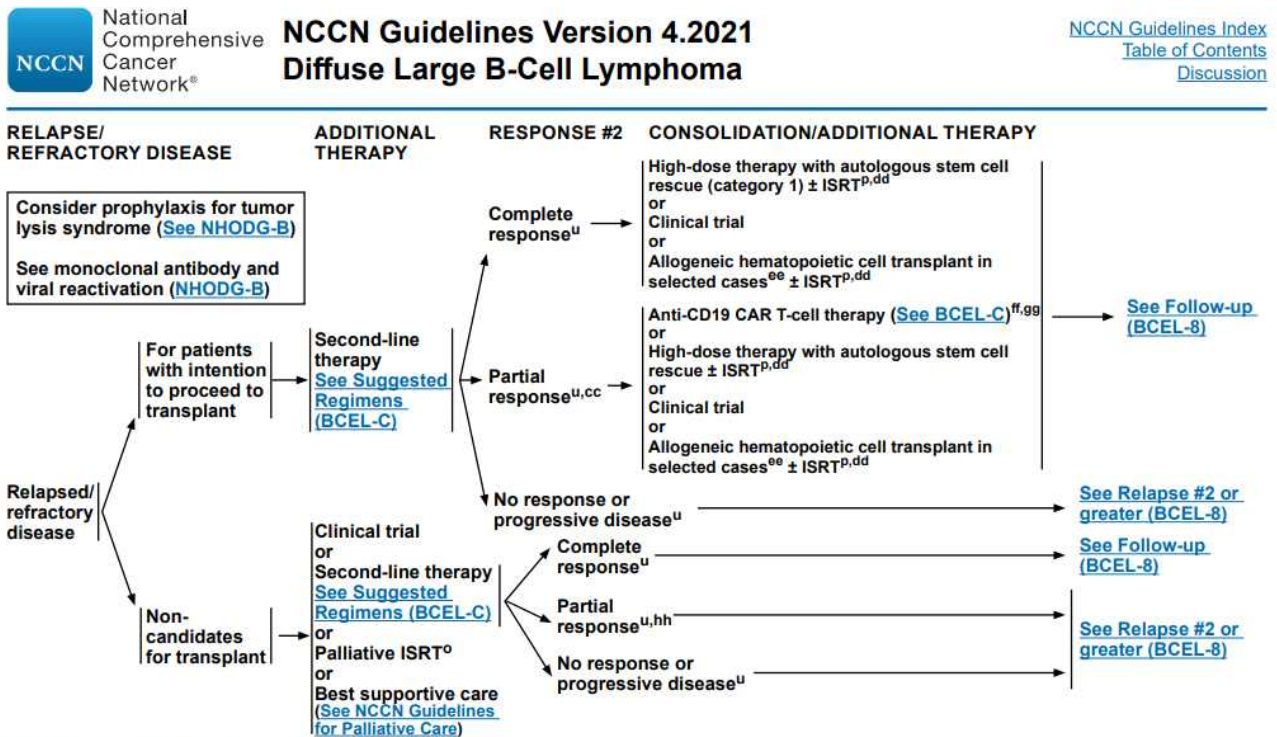 NCCN
National
Comprehensive
Cancer
Network®
NCCN Guidelines Version 4.2021
Diffuse Large B-Cell Lymphoma
NCCN Guidelines Index
Table of Contents
Discussion
RELAPSE/
REFRACTORY DISEASE
ADDITIONAL
THERAPY
RESPONSE #2
CONSOLIDATION/ADDITIONAL THERAPY
Consider prophylaxis for tumor
lysis syndrome (See NHODG-B)
See monoclonal antibody and
viral reactivation (NHODG-B)
Relapsed/
refractory
disease
For patients
with intention
to proceed to
transplant
Second-line
therapy
See Suggested
Regimens
(BCEL-C)
Complete
responseu
High-dose therapy with autologous stem cell
rescue (category 1) ± ISRTp,dd
or
Clinical trial
or
Allogeneic hematopoietic cell transplant in
selected casesee ± ISRTp,dd
Partial
responseu,cc
Anti-CD19 CAR T-cell therapy (See BCEL-C)ff,gg
or
High-dose therapy with autologous stem cell
rescue ± ISRTp,dd
or
Clinical trial
or
Allogeneic hematopoietic cell transplant in
selected casesee ± ISRTp,dd
See Follow-up
(BCEL-8)
No response or
progressive diseaseu
See Relapse #2 or
greater (BCEL-8)
Non-
candidates
for transplant
Clinical trial
or
Second-line therapy
See Suggested
Regimens (BCEL-C)
or
Palliative ISRTo
or
Best supportive care
(See NCCN Guidelines
for Palliative Care)
Complete
responseu
See Follow-up
(BCEL-8)
Partial
responseu,hh
No response or
progressive diseaseu
See Relapse #2 or
greater (BCEL-8)